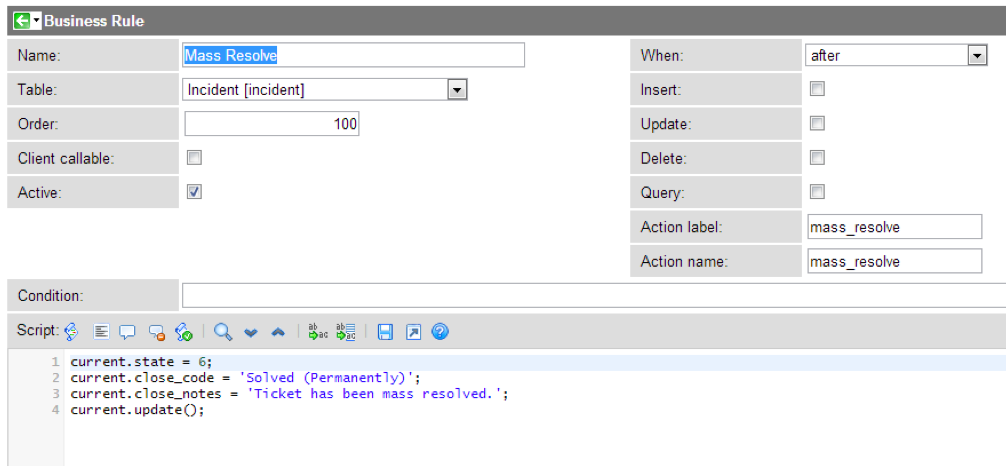 Business Rule
Name: Mass Resolve When: after
Table: Incident [incident] Insert:
Order: 100 Update:
Client callable: Delete:
Active: Query:
Action label: mass_resolve
Action name: mass_resolve
Condition:
Script:
1 current.state = 6;
2 current.close_code = 'Solved (Permanently)';
3 current.close_notes = 'Ticket has been mass resolved.';
4 current.update();